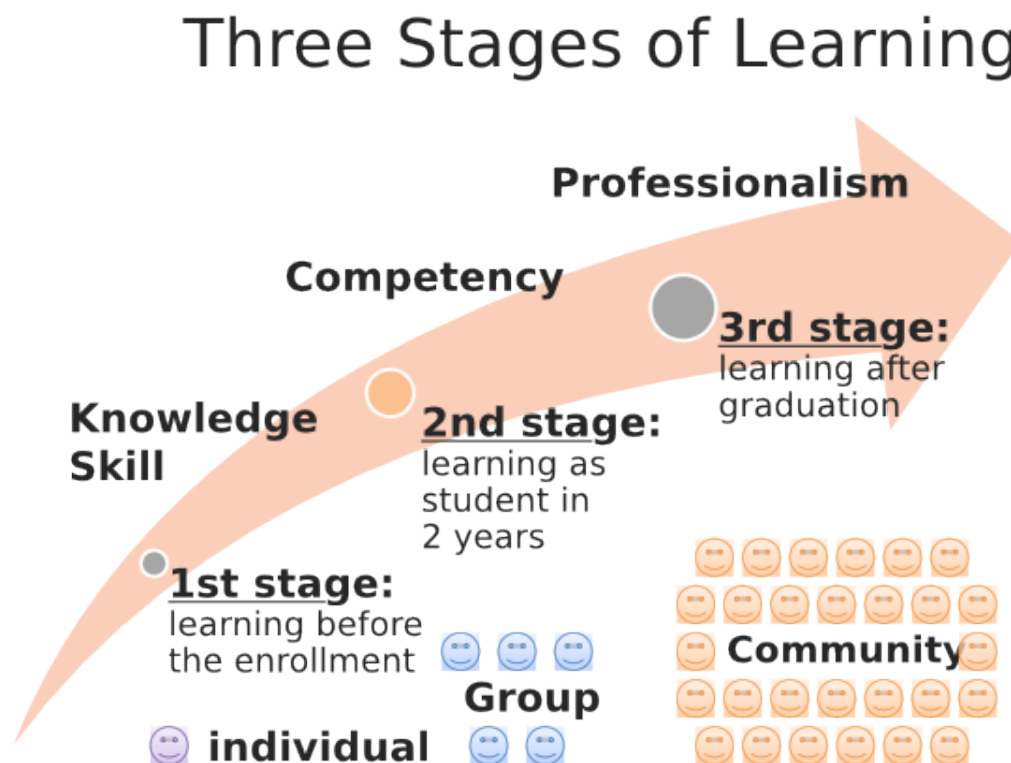 Three Stages of Learning
Professionalism
Competency
3rd stage:
learning after
graduation
Knowledge
Skill
2nd stage:
learning as
student in
2 years
1st stage:
learning before
the enrollment
Community
Group
individual